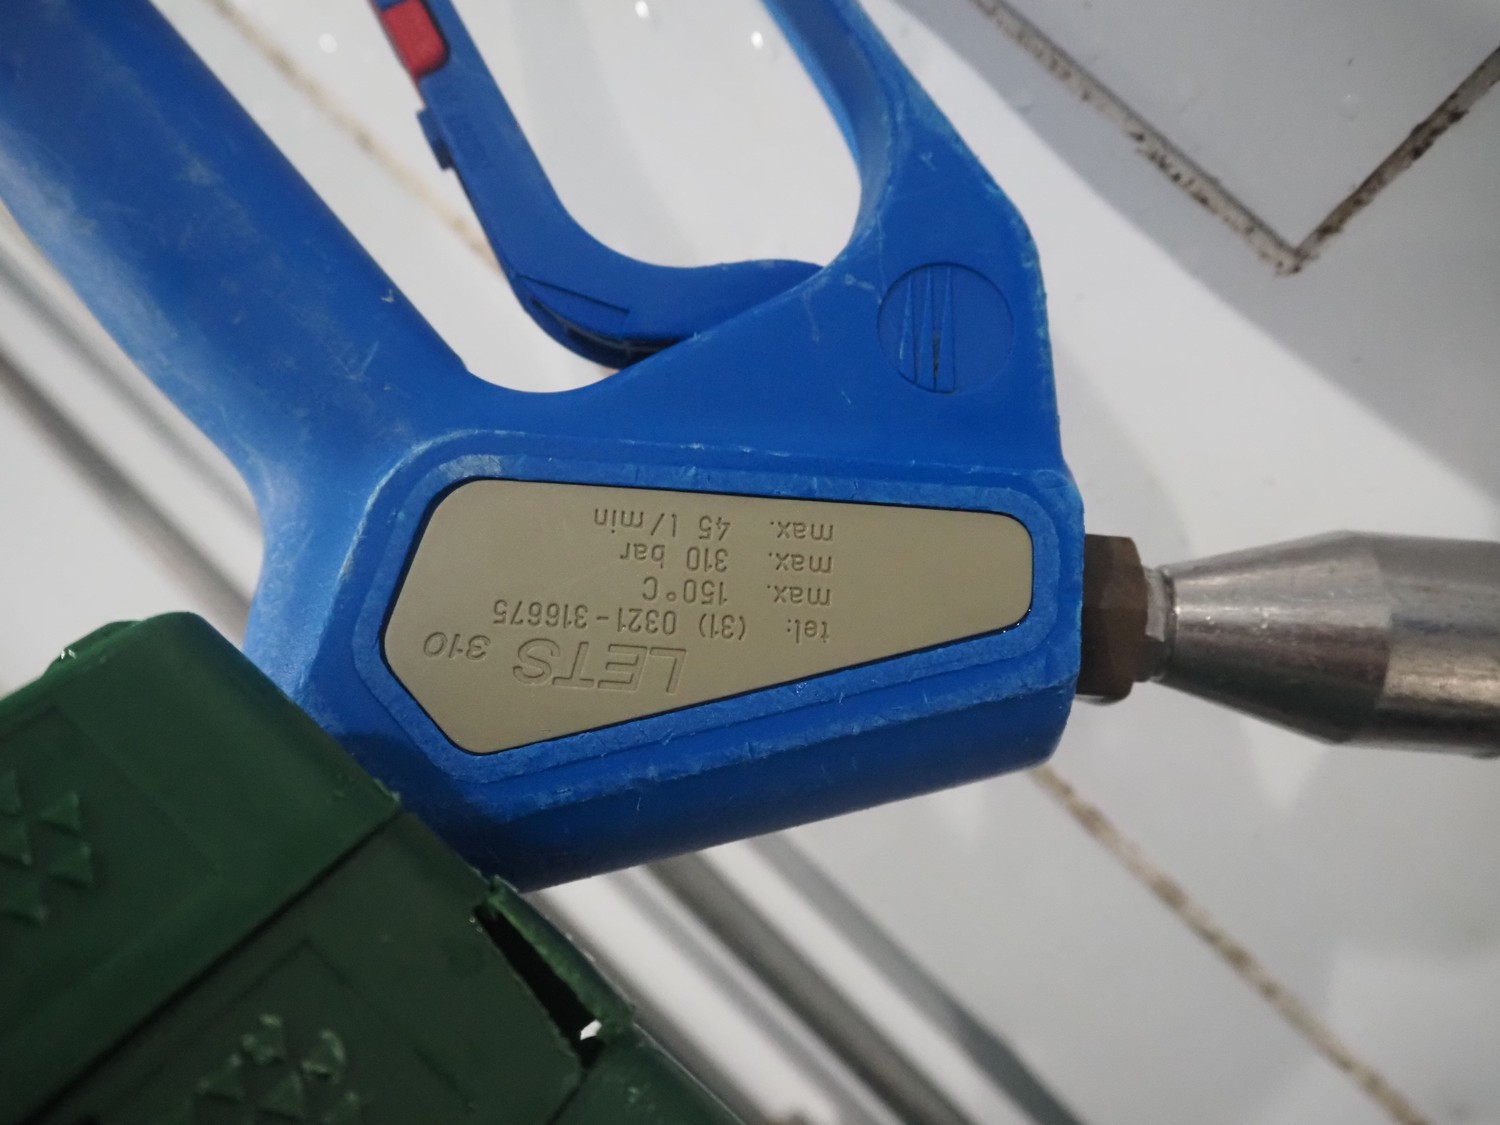 LETS 310
tel: (31) 0321-316675
max. 150°C
max. 310 bar
max. 45 l/min